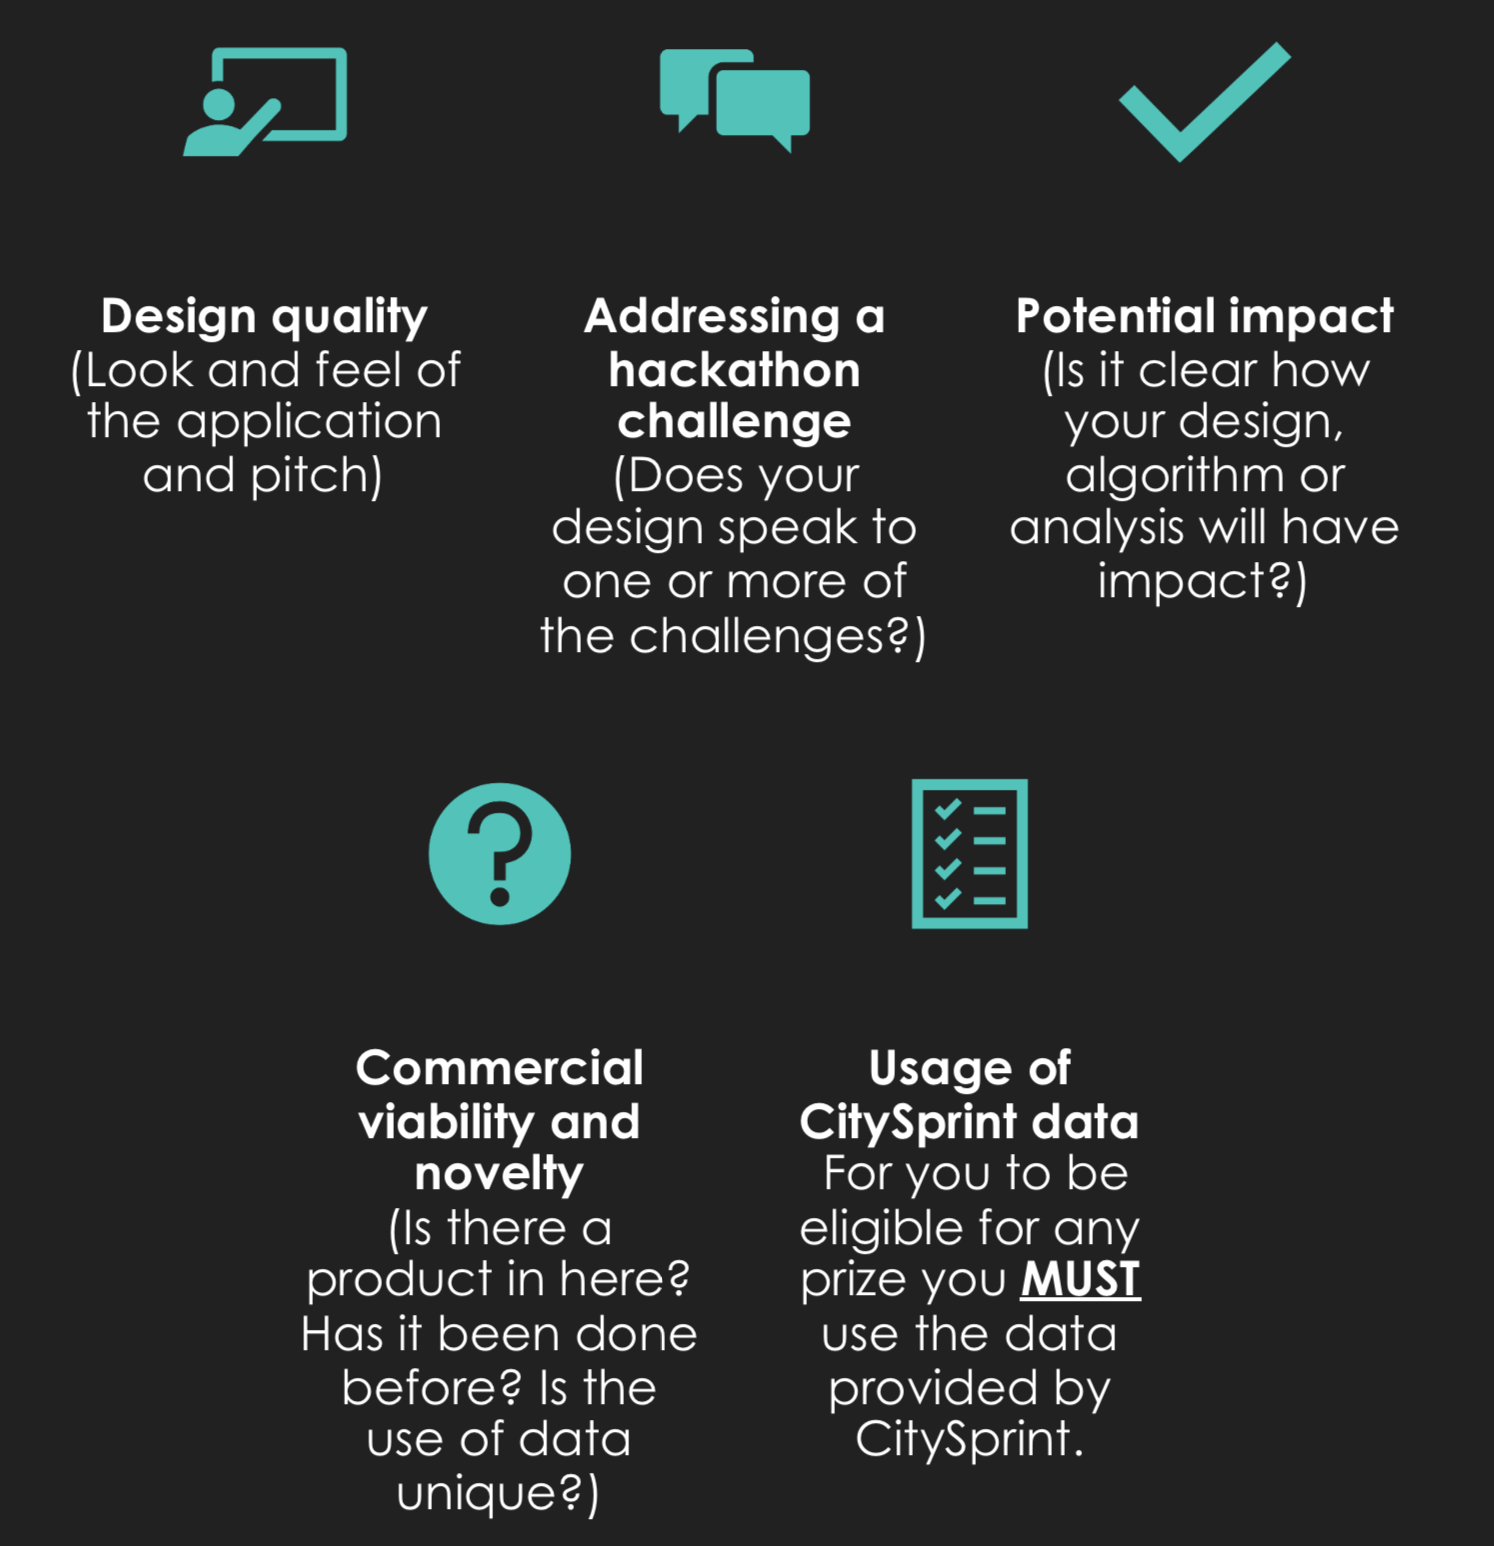 Design quality
(Look and feel of
the application
and pitch)
Addressing a
hackathon
challenge
(Does your
design speak to
one or more of
the challenges?)
Potential impact
(Is it clear how
your design,
algorithm or
analysis will have
impact?)
Commercial
viability and
novelty
(Is there a
product in here?
Has it been done
before? Is the
use of data
unique?)
Usage of
CitySprint data
For you to be
eligible for any
prize you MUST
use the data
provided by
CitySprint.